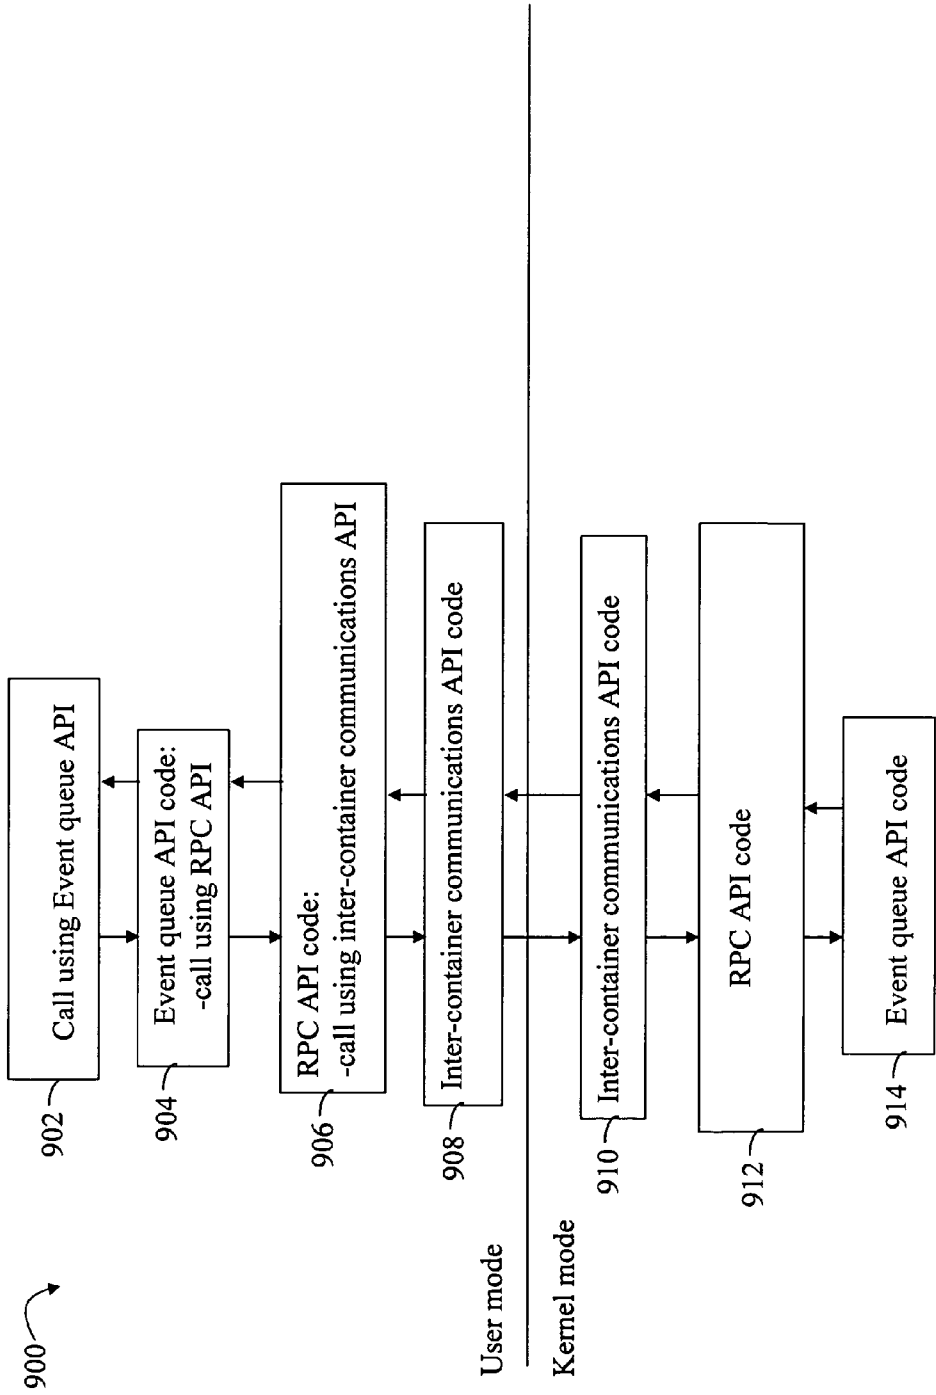 900
902
Call using Event queue API
904
Event queue API code:
-call using RPC API
906
RPC API code:
-call using inter-container communications API
908
Inter-container communications API code
User mode
Kernel mode
910
Inter-container communications API code
912
RPC API code
914
Event queue API code